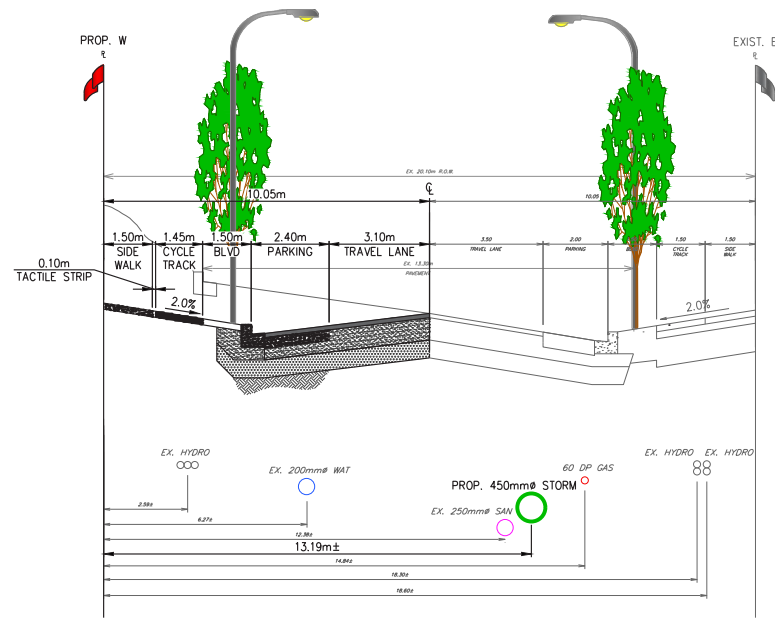 PROP. W
℄
EXIST. E
℄
EX. 20.10m R.O.W.
10.05m
℄
10.05
1.50m
SIDE
WALK
1.45m
CYCLE
TRACK
1.50m
BLVD
2.40m
PARKING
3.10m
TRAVEL LANE
3.50
TRAVEL LANE
2.00
PARKING
1.50
CYCLE
TRACK
1.50
SIDE
WALK
0.10m
TACTILE STRIP
EX. 13.30m
PAVEMENT
2.0%
2.0%
EX. HYDRO
EX. 200mmø WAT
60 DP GAS
EX. HYDRO
EX. HYDRO
PROP. 450mmø STORM
EX. 250mmø SAN
2.59±
6.27±
12.38±
13.19m±
14.84±
18.30±
18.60±